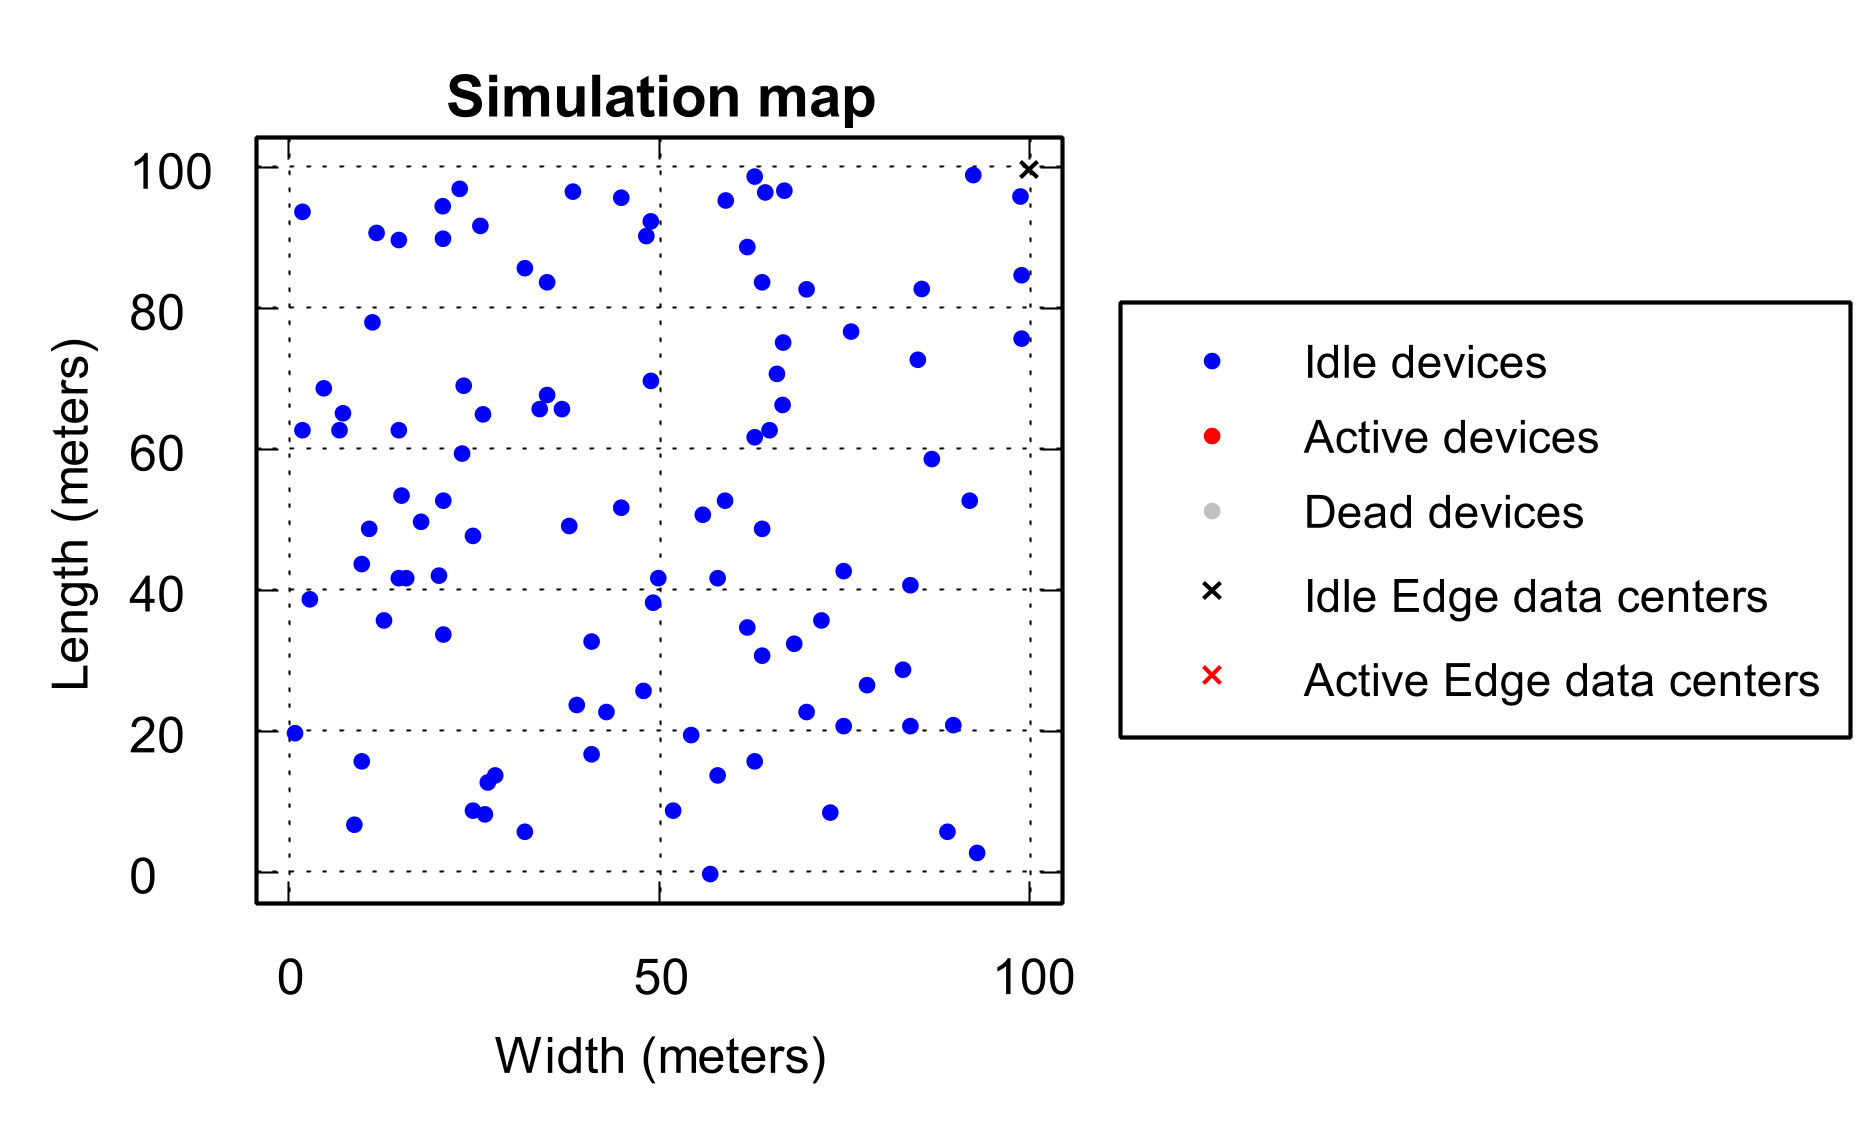 Simulation map
100
80
60
40
20
0
Length (meters)
0 50 100
Width (meters)
Idle devices
Active devices
Dead devices
Idle Edge data centers
Active Edge data centers